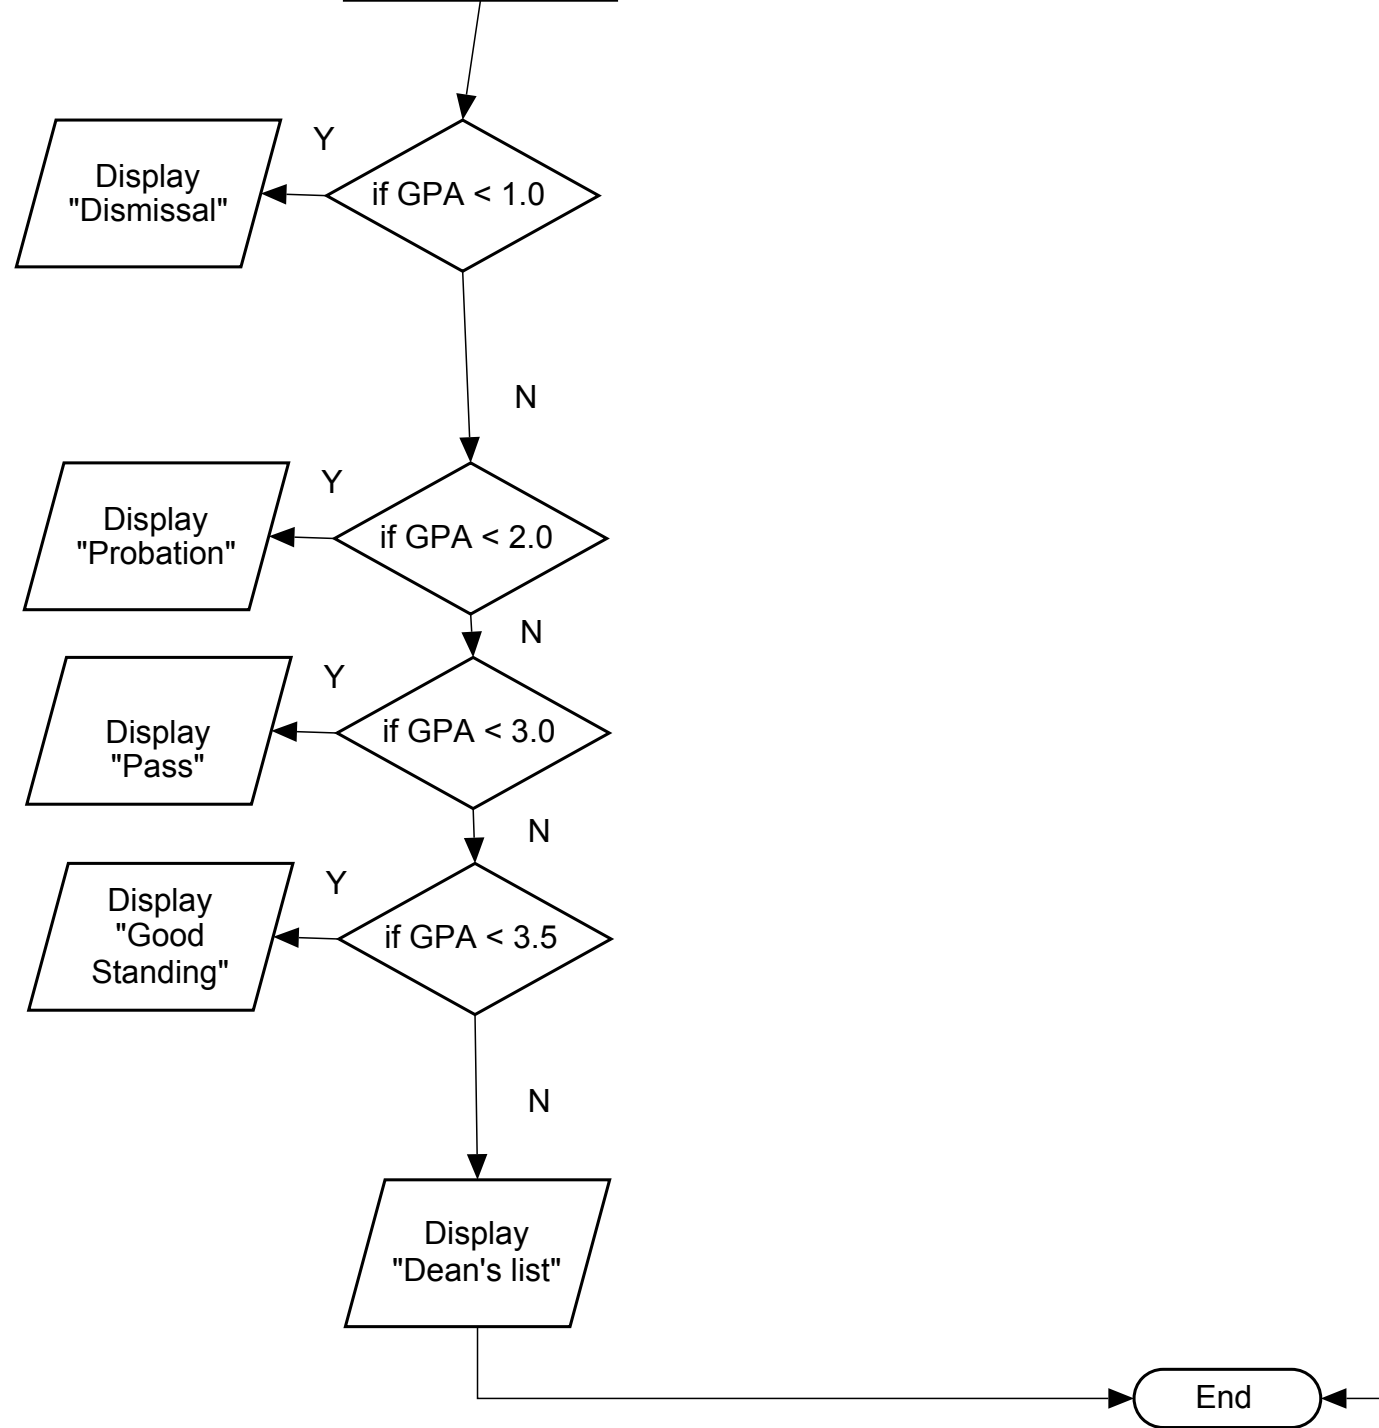 Y
Display
"Dismissal"
if GPA < 1.0
N
Y
Display
"Probation"
if GPA < 2.0
N
Y
Display
"Pass"
if GPA < 3.0
N
Y
Display
"Good
Standing"
if GPA < 3.5
N
Display
"Dean's list"
End